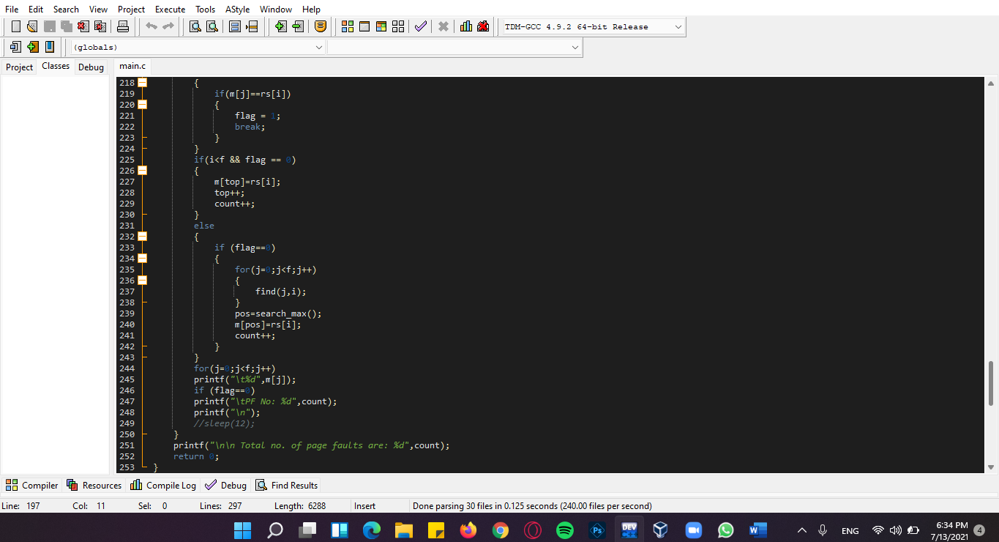 File Edit Search View Project Execute Tools AStyle Window Help
TDM-GCC 4.9.2 64-bit Release
(globals)
Project Classes Debug main.c
218 {
219 if(m[j]==rs[i])
220 {
221 flag = 1;
222 break;
223 }
224 }
225 if(i<f && flag == 0)
226 {
227 m[top]=rs[i];
228 top++;
229 count++;
230 }
231 else
232 {
233 if (flag==0)
234 {
235 for(j=0;j<f;j++)
236 {
237 find(j,i);
238 }
239 pos=search_max();
240 m[pos]=rs[i];
241 count++;
242 }
243 }
244 for(j=0;j<f;j++)
245 printf("\t%d",m[j]);
246 if (flag==0)
247 printf("\tPF No: %d",count);
248 printf("\n");
249 //sleep(12);
250 }
251 printf("\n\n Total no. of page faults are: %d",count);
252 return 0;
253 }
Compiler Resources Compile Log Debug Find Results
Line: 197 Col: 11 Sel: 0 Lines: 297 Length: 6288 Insert Done parsing 30 files in 0.125 seconds (240.00 files per second)
Ps DEV W ENG 6:34 PM 4
7/13/2021